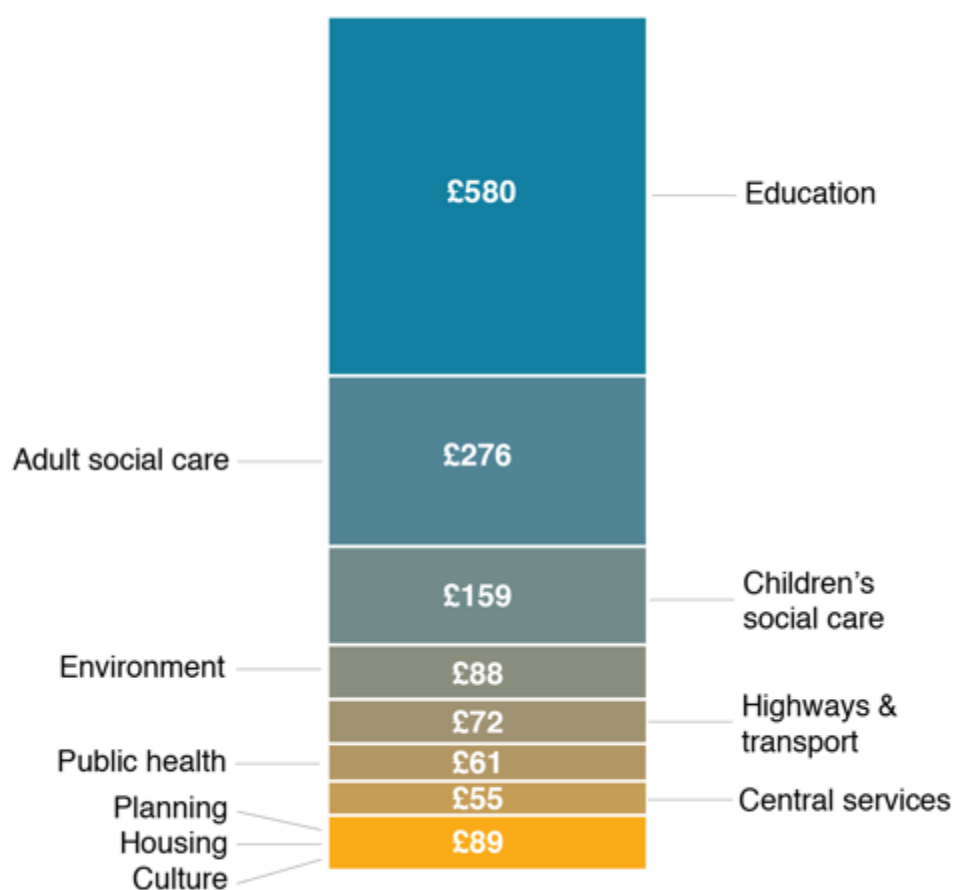 £580
Education
Adult social care
£276
£159
Children’s
social care
Environment
£88
£72
Highways &
transport
Public health
£61
£55
Central services
Planning
Housing
Culture
£89